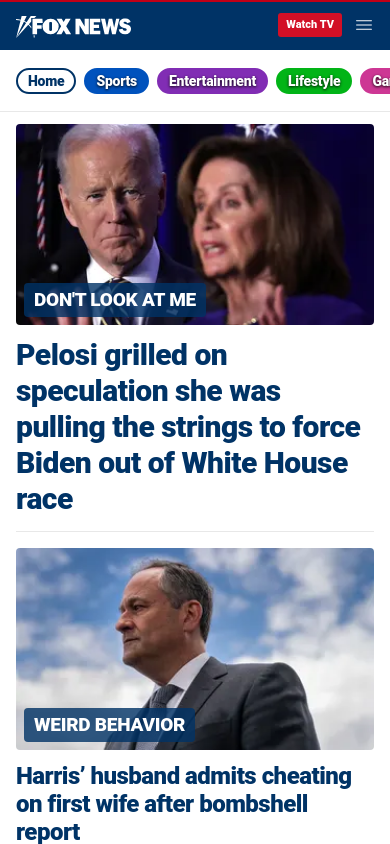 FOX NEWS
Watch TV
Home
Sports
Entertainment
Lifestyle
DON'T LOOK AT ME
Pelosi grilled on
speculation she was
pulling the strings to force
Biden out of White House
race
WEIRD BEHAVIOR
Harris’ husband admits cheating
on first wife after bombshell
report